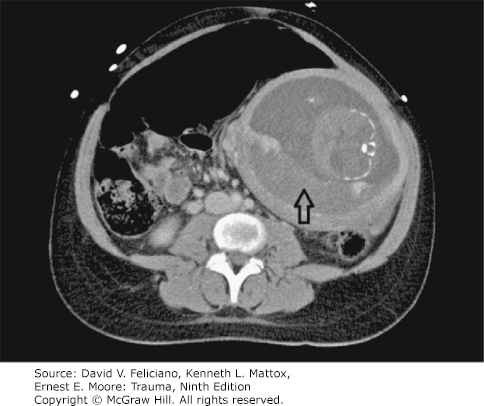 Source: David V. Feliciano, Kenneth L. Mattox,
Ernest E. Moore: Trauma, Ninth Edition
Copyright © McGraw Hill. All rights reserved.